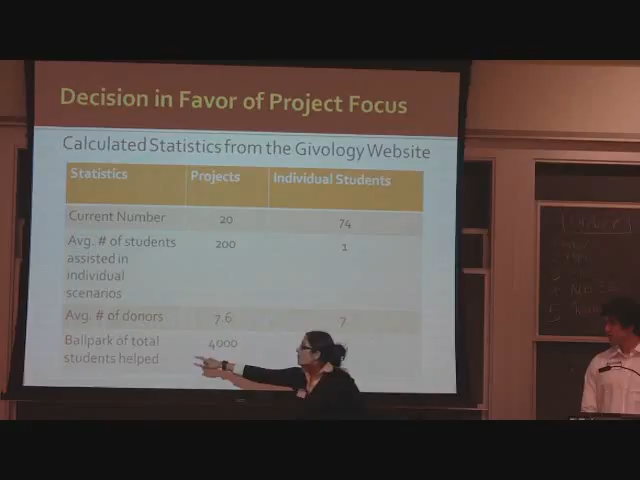 Decision in Favor of Project Focus
Calculated Statistics from the Givology Website
Statistics Projects Individual Students
Current Number 20 74
Avg. # of students 200 1
assisted in
individual
scenarios
Avg. # of donors 7.6 7
Ballpark of total 4000
students helped